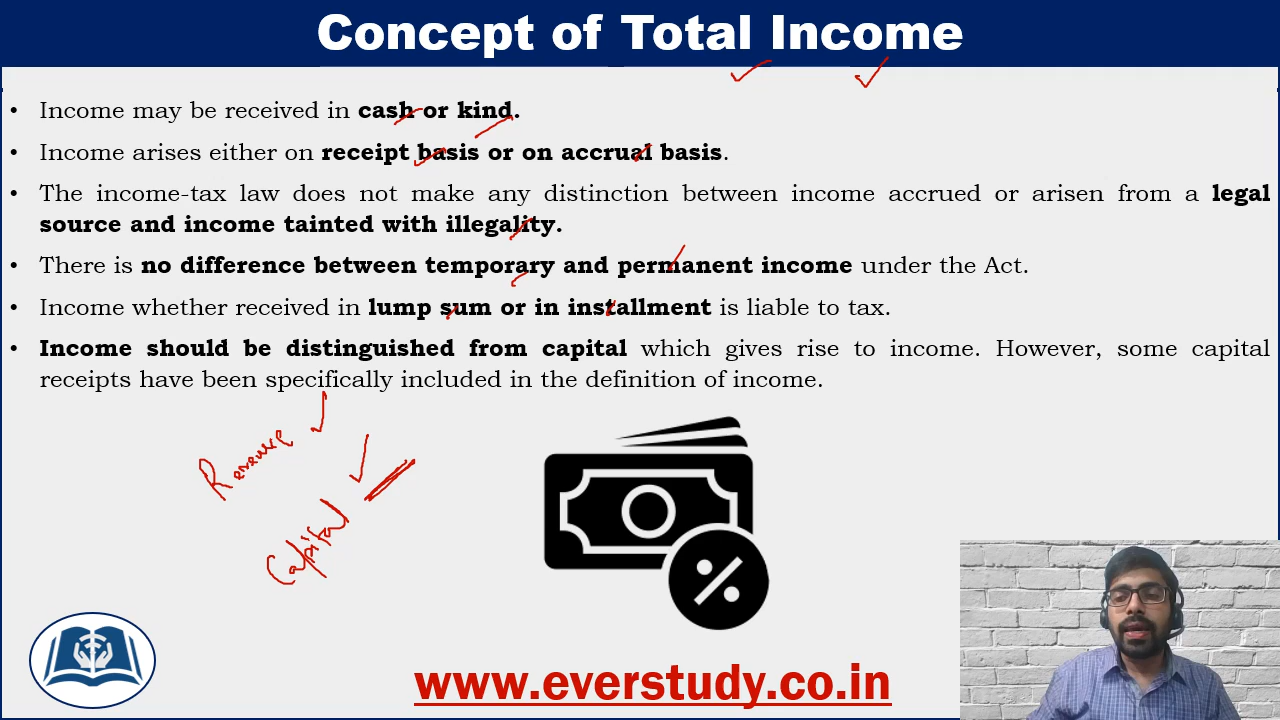 Concept of Total Income
• Income may be received in cash or kind.
• Income arises either on receipt basis or on accrual basis.
• The income-tax law does not make any distinction between income accrued or arisen from a legal
source and income tainted with illegality.
• There is no difference between temporary and permanent income under the Act.
• Income whether received in lump sum or in installment is liable to tax.
• Income should be distinguished from capital which gives rise to income. However, some capital
receipts have been specifically included in the definition of income.
Revenue
Capital
%
www.everstudy.co.in